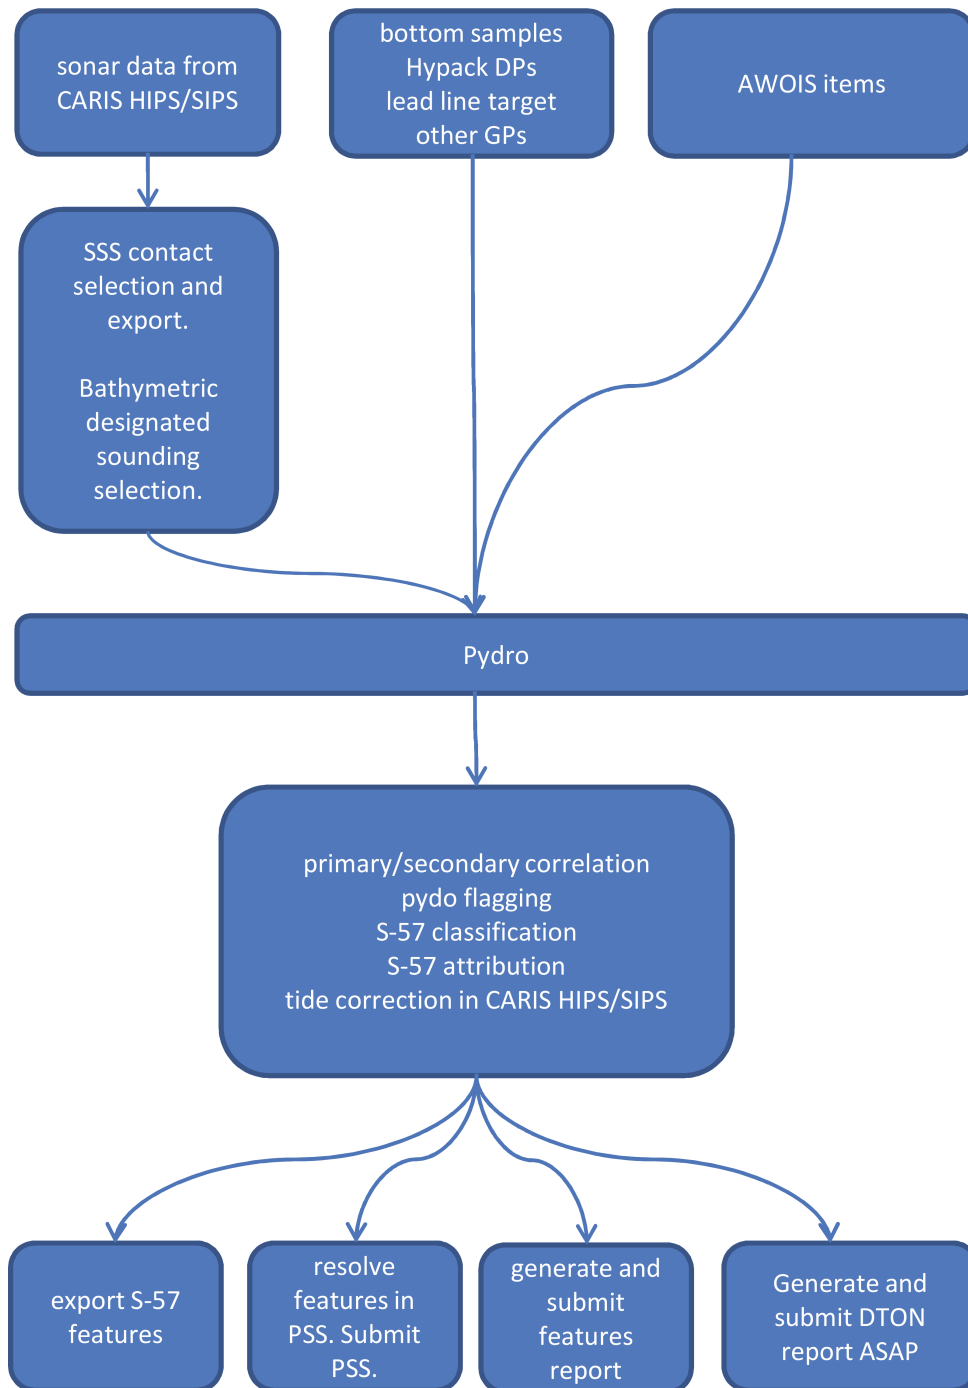 sonar data from
CARIS HIPS/SIPS
bottom samples
Hypack DPs
lead line target
other GPs
AWOIS items
SSS contact
selection and
export.
Bathymetric
designated
sounding
selection.
Pydro
primary/secondary correlation
pydo flagging
S-57 classification
S-57 attribution
tide correction in CARIS HIPS/SIPS
export S-57
features
resolve
features in
PSS. Submit
PSS.
generate and
submit
features
report
Generate and
submit DTON
report ASAP